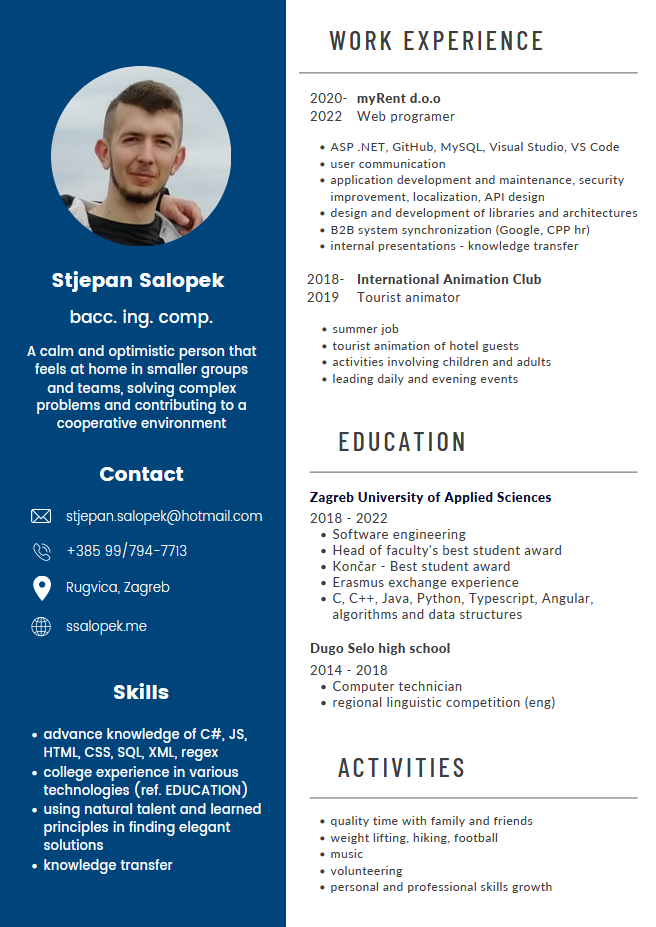 Stjepan Salopek
bacc. ing. comp.
A calm and optimistic person that
feels at home in smaller groups
and teams, solving complex
problems and contributing to a
cooperative environment
Contact
stjepan.salopek@hotmail.com
+385 99/794-7713
Rugvica, Zagreb
ssalopek.me
Skills
• advance knowledge of C#, JS,
HTML, CSS, SQL, XML, regex
• college experience in various
technologies (ref. EDUCATION)
• using natural talent and learned
principles in finding elegant
solutions
• knowledge transfer
WORK EXPERIENCE
2020- myRent d.o.o
2022 Web programer
• ASP .NET, GitHub, MySQL, Visual Studio, VS Code
• user communication
• application development and maintenance, security
improvement, localization, API design
• design and development of libraries and architectures
• B2B system synchronization (Google, CPP hr)
• internal presentations - knowledge transfer
2018- International Animation Club
2019 Tourist animator
• summer job
• tourist animation of hotel guests
• activities involving children and adults
• leading daily and evening events
EDUCATION
Zagreb University of Applied Sciences
2018 - 2022
• Software engineering
• Head of faculty's best student award
• Končar - Best student award
• Erasmus exchange experience
• C, C++, Java, Python, Typescript, Angular,
algorithms and data structures
Dugo Selo high school
2014 - 2018
• Computer technician
• regional linguistic competition (eng)
ACTIVITIES
• quality time with family and friends
• weight lifting, hiking, football
• music
• volunteering
• personal and professional skills growth